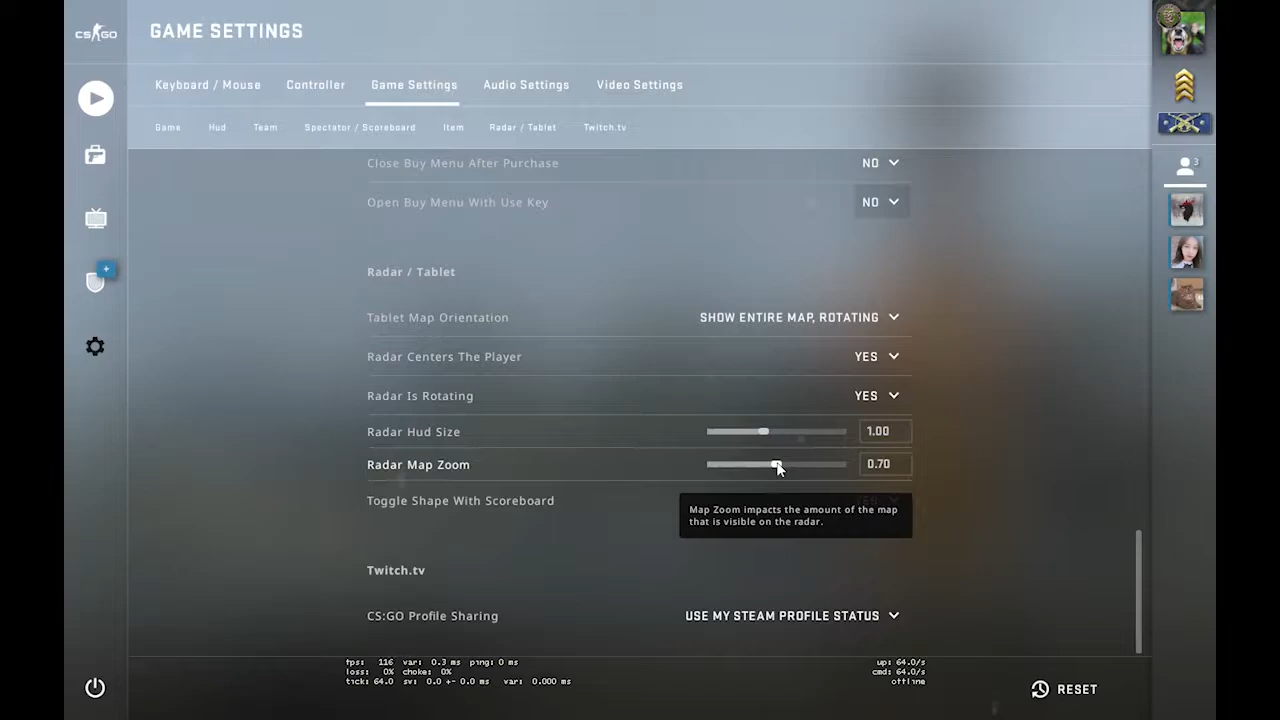 CS:GO
GAME SETTINGS
Keyboard / Mouse Controller Game Settings Audio Settings Video Settings
Game Hud Team Spectator / Scoreboard Item Radar / Tablet Twitch.tv
Close Buy Menu After Purchase NO
Open Buy Menu With Use Key NO
3
+
Radar / Tablet
Tablet Map Orientation SHOW ENTIRE MAP, ROTATING
Radar Centers The Player YES
Radar Is Rotating YES
Radar Hud Size 1.00
Radar Map Zoom 0.70
Toggle Shape With Scoreboard YES
Map Zoom impacts the amount of the map
that is visible on the radar.
Twitch.tv
CS:GO Profile Sharing USE MY STEAM PROFILE STATUS
fps: 116 var: 0.3 ms ping: 0 ms up: 64.0/s
loss: 0% choke: 0% cmd: 64.0/s
tick: 64.0 sv: 0.0 +- 0.0 ms var: 0.000 ms offline
RESET